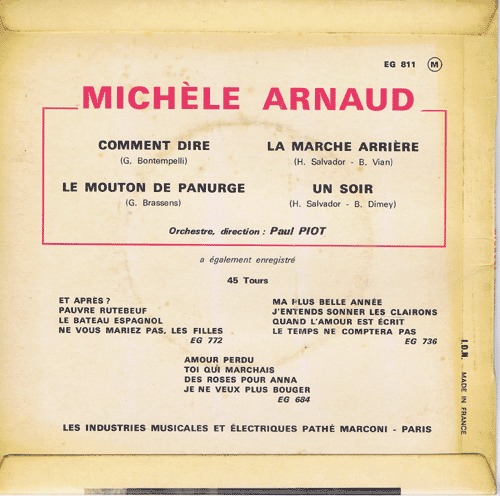 EG 811 M
MICHÈLE ARNAUD
COMMENT DIRE
(G. Bontempelli)
LA MARCHE ARRIÈRE
(H. Salvador - B. Vian)
LE MOUTON DE PANURGE
(G. Brassens)
UN SOIR
(H. Salvador - B. Dimey)
Orchestre, direction : Paul PIOT
a également enregistré
45 Tours
ET APRÈS ?
PAUVRE RUTEBEUF
LE BATEAU ESPAGNOL
NE VOUS MARIEZ PAS, LES FILLES
EG 772
MA PLUS BELLE ANNÉE
J'ENTENDS SONNER LES CLAIRONS
QUAND L'AMOUR EST ÉCRIT
LE TEMPS NE COMPTERA PAS
EG 736
AMOUR PERDU
TOI QUI MARCHAIS
DES ROSES POUR ANNA
JE NE VEUX PLUS BOUGER
EG 684
LES INDUSTRIES MUSICALES ET ÉLECTRIQUES PATHÉ MARCONI - PARIS
I.D.N. MADE IN FRANCE